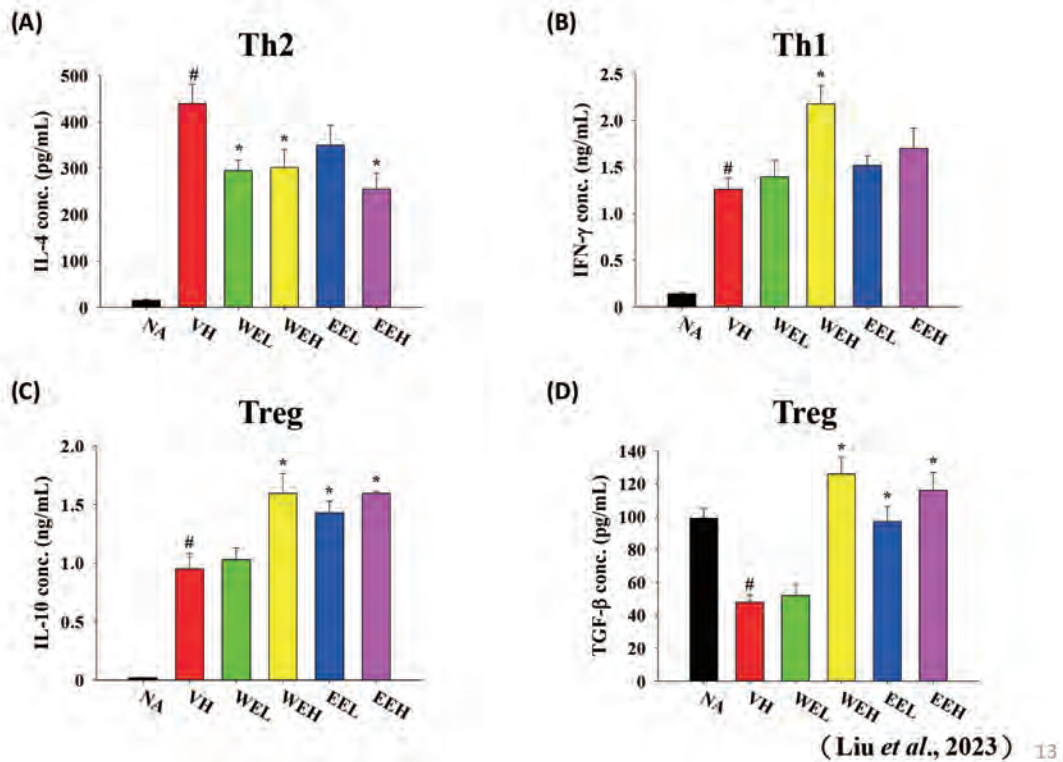 (A)
Th2
IL-4 conc. (pg/mL)
500
400
300
200
100
0
#
*
*
*
NA
VH
WEL
WEH
EEL
EEH
(B)
Th1
IFN-γ conc. (ng/mL)
2.5
2.0
1.5
1.0
0.5
0
#
*
NA
VH
WEL
WEH
EEL
EEH
(C)
Treg
IL-10 conc. (ng/mL)
2.0
1.5
1.0
0.5
0
#
*
*
*
NA
VH
WEL
WEH
EEL
EEH
(D)
Treg
TGF-β conc. (pg/mL)
140
120
100
80
60
40
20
0
#
*
*
*
NA
VH
WEL
WEH
EEL
EEH
（Liu et al., 2023）
13